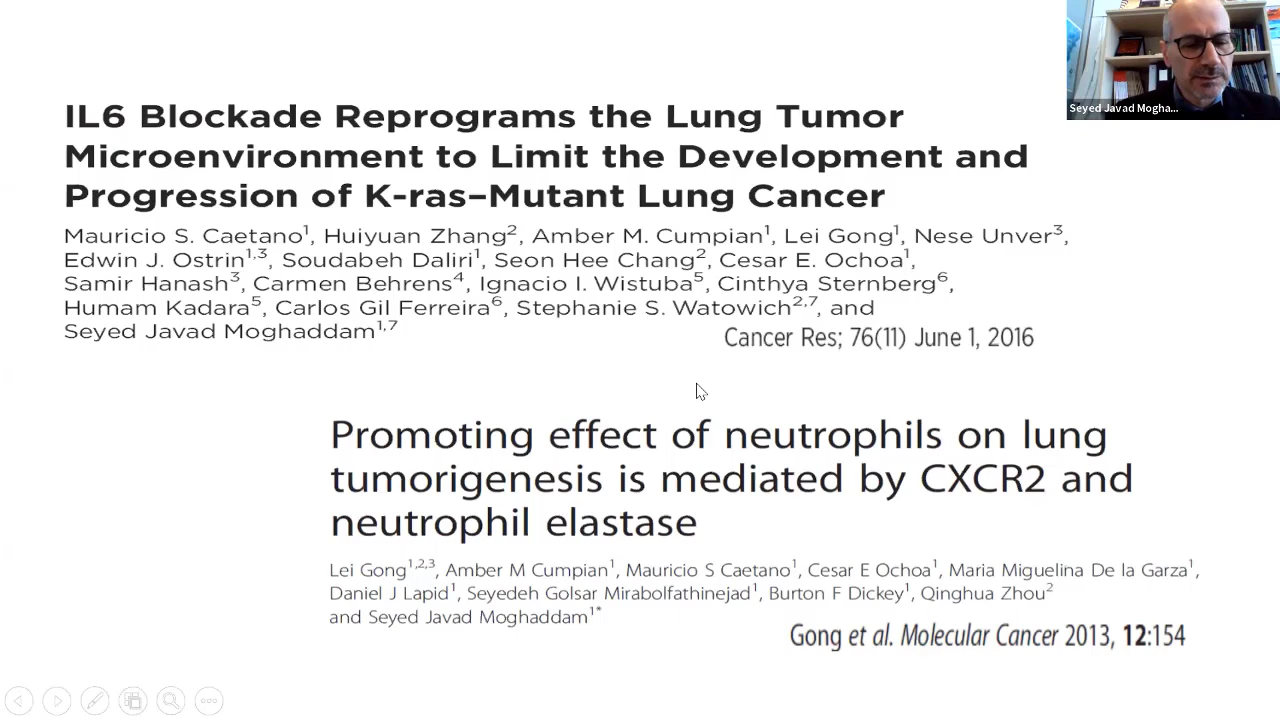 Seyed Javad Mogha...
IL6 Blockade Reprograms the Lung Tumor
Microenvironment to Limit the Development and
Progression of K-ras–Mutant Lung Cancer
Mauricio S. Caetano1, Huiyuan Zhang2, Amber M. Cumpian1, Lei Gong1, Nese Unver3,
Edwin J. Ostrin1,3, Soudabeh Daliri1, Seon Hee Chang2, Cesar E. Ochoa1,
Samir Hanash3, Carmen Behrens4, Ignacio I. Wistuba5, Cinthya Sternberg6,
Humam Kadara5, Carlos Gil Ferreira6, Stephanie S. Watowich2,7, and
Seyed Javad Moghaddam1,7
Cancer Res; 76(11) June 1, 2016
Promoting effect of neutrophils on lung
tumorigenesis is mediated by CXCR2 and
neutrophil elastase
Lei Gong1,2,3, Amber M Cumpian1, Mauricio S Caetano1, Cesar E Ochoa1, Maria Miguelina De la Garza1,
Daniel J Lapid1, Seyedeh Golsar Mirabolfathinejad1, Burton F Dickey1, Qinghua Zhou2
and Seyed Javad Moghaddam1*
Gong et al. Molecular Cancer 2013, 12:154